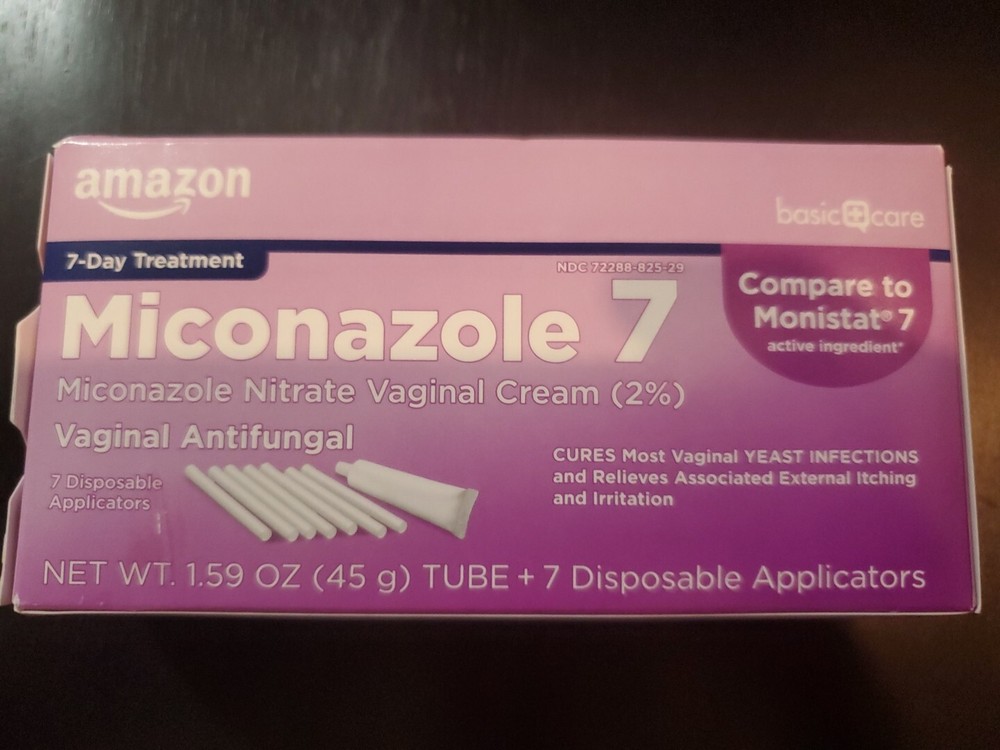 amazon
basic care
7-Day Treatment
NDC 72288-825-29
Miconazole 7
Compare to
Monistat® 7
active ingredient*
Miconazole Nitrate Vaginal Cream (2%)
Vaginal Antifungal
7 Disposable
Applicators
CURES Most Vaginal YEAST INFECTIONS
and Relieves Associated External Itching
and Irritation
NET WT. 1.59 OZ (45 g) TUBE + 7 Disposable Applicators